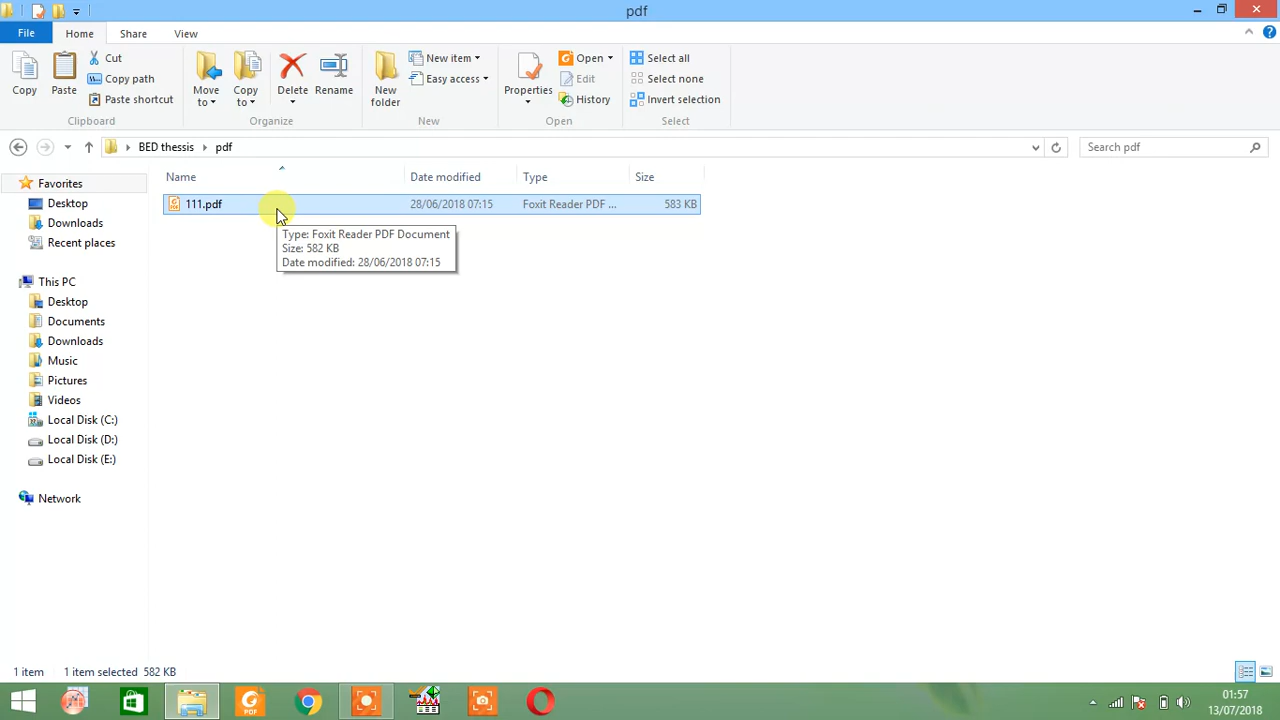 pdf
File
Home
Share
View
Copy
Paste
Cut
Copy path
Paste shortcut
Clipboard
Move to
Copy to
Delete
Rename
Organize
New folder
New item
Easy access
New
Properties
Open
Edit
History
Open
Select all
Select none
Invert selection
Select
BED thessis
pdf
Search pdf
Name
Date modified
Type
Size
111.pdf
28/06/2018 07:15
Foxit Reader PDF ...
583 KB
Type: Foxit Reader PDF Document
Size: 582 KB
Date modified: 28/06/2018 07:15
Favorites
Desktop
Downloads
Recent places
This PC
Desktop
Documents
Downloads
Music
Pictures
Videos
Local Disk (C:)
Local Disk (D:)
Local Disk (E:)
Network
1 item
1 item selected 582 KB
PDF
01:57
13/07/2018